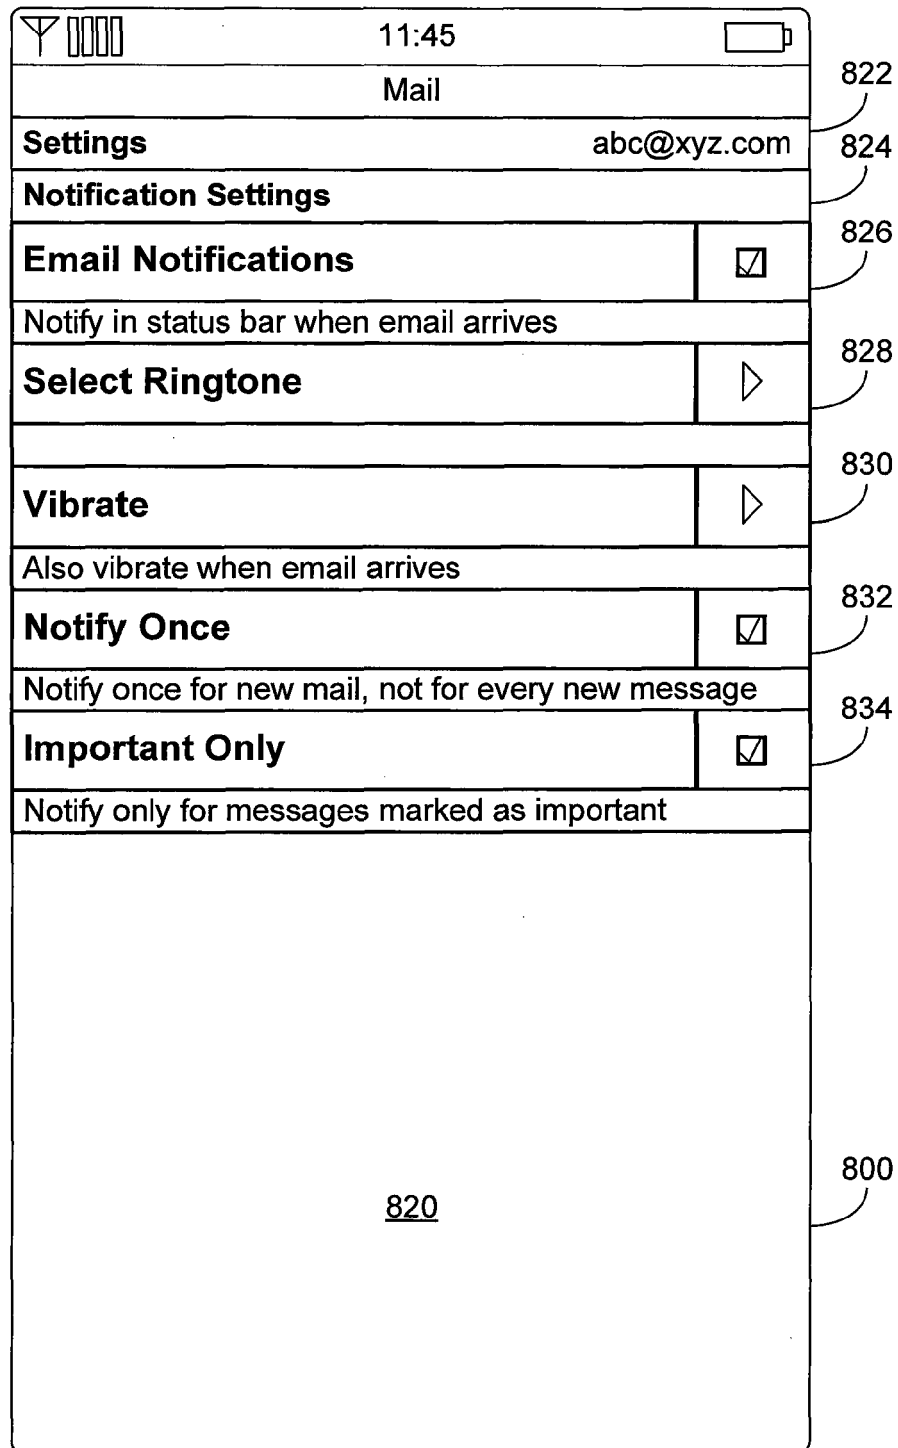 11:45
Mail
822
Settings abc@xyz.com
824
Notification Settings
826
Email Notifications
Notify in status bar when email arrives
828
Select Ringtone
830
Vibrate
Also vibrate when email arrives
832
Notify Once
Notify once for new mail, not for every new message
834
Important Only
Notify only for messages marked as important
800
820